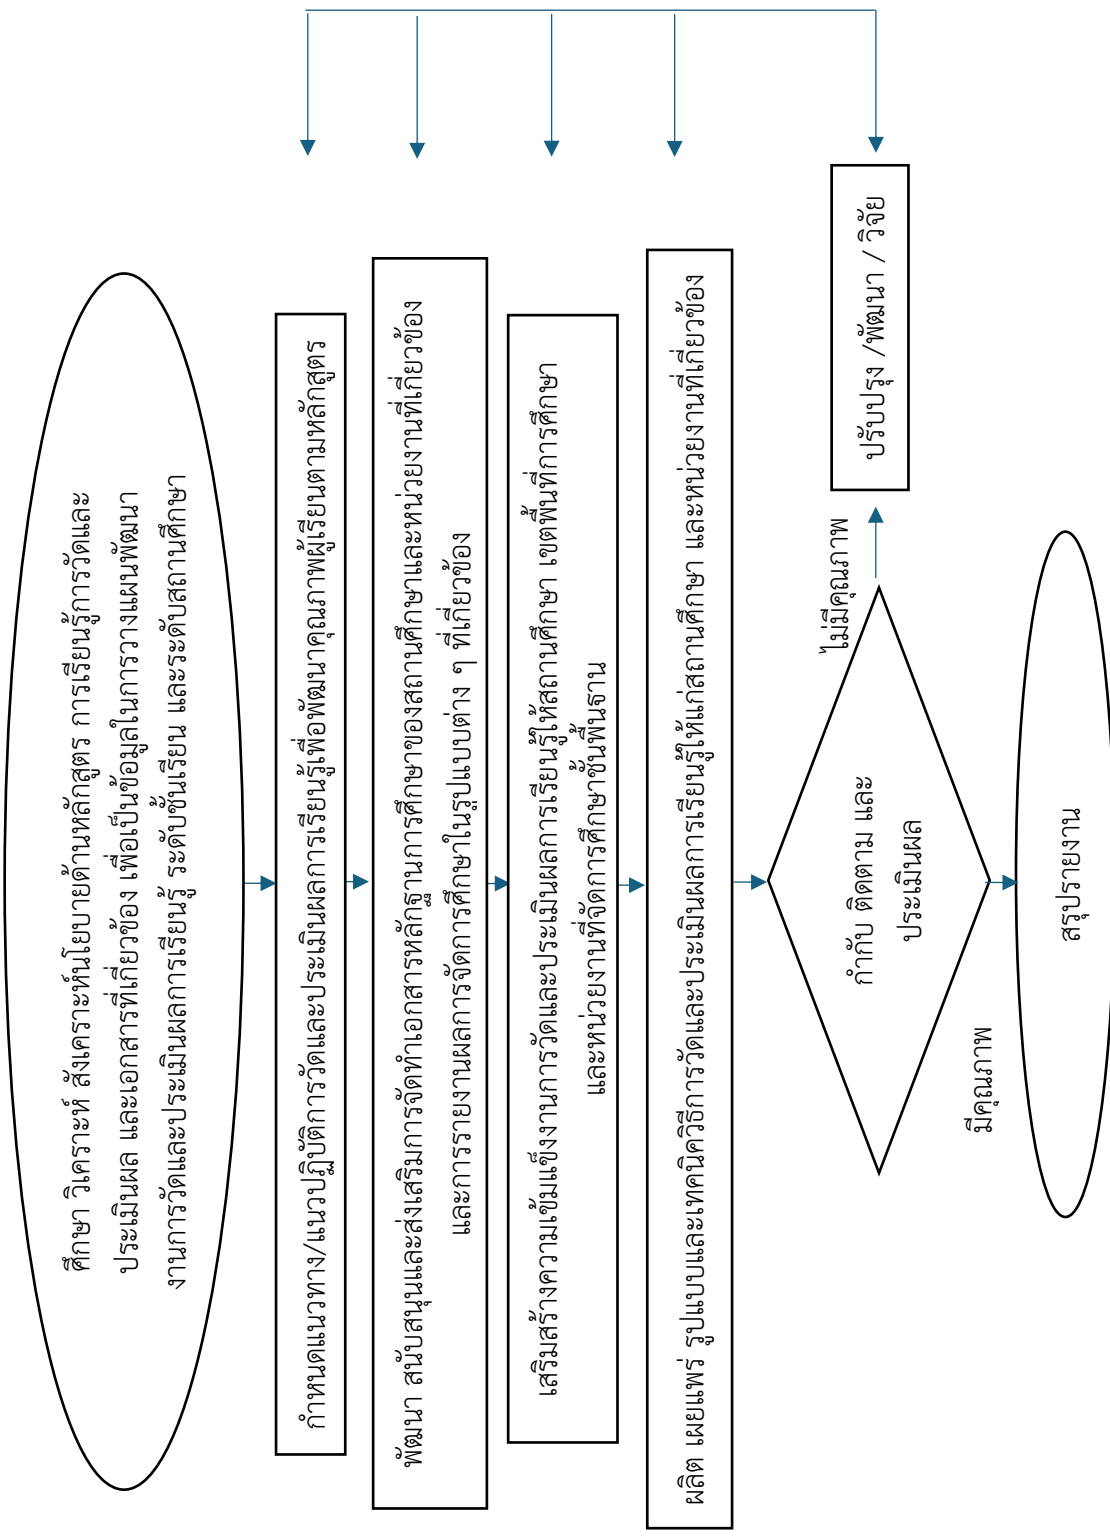 ศึกษา วิเคราะห์ สังเคราะห์นโยบายด้านหลักสูตร การเรียนรู้การวัดและ
ประเมินผล และเอกสารที่เกี่ยวข้อง เพื่อเป็นข้อมูลในการวางแผนพัฒนา
งานการวัดและประเมินผลการเรียนรู้ ระดับชั้นเรียน และระดับสถานศึกษา
กำหนดแนวทาง/แนวปฏิบัติการวัดและประเมินผลการเรียนรู้เพื่อพัฒนาคุณภาพผู้เรียนตามหลักสูตร
พัฒนา สนับสนุนและส่งเสริมการจัดทำเอกสารหลักฐานการศึกษาของสถานศึกษาและหน่วยงานที่เกี่ยวข้อง
และการรายงานผลการจัดการศึกษาในรูปแบบต่าง ๆ ที่เกี่ยวข้อง
เสริมสร้างความเข้มแข็งงานการวัดและประเมินผลการเรียนรู้ให้สถานศึกษา เขตพื้นที่การศึกษา
และหน่วยงานที่จัดการศึกษาชั้นพื้นฐาน
ผลิต เผยแพร่ รูปแบบและเทคนิควิธีการวัดและประเมินผลการเรียนรู้ให้แก่สถานศึกษา และหน่วยงานที่เกี่ยวข้อง
กำกับ ติดตาม และ
ประเมินผล
ไม่มีคุณภาพ
ปรับปรุง /พัฒนา / วิจัย
มีคุณภาพ
สรุปรายงาน